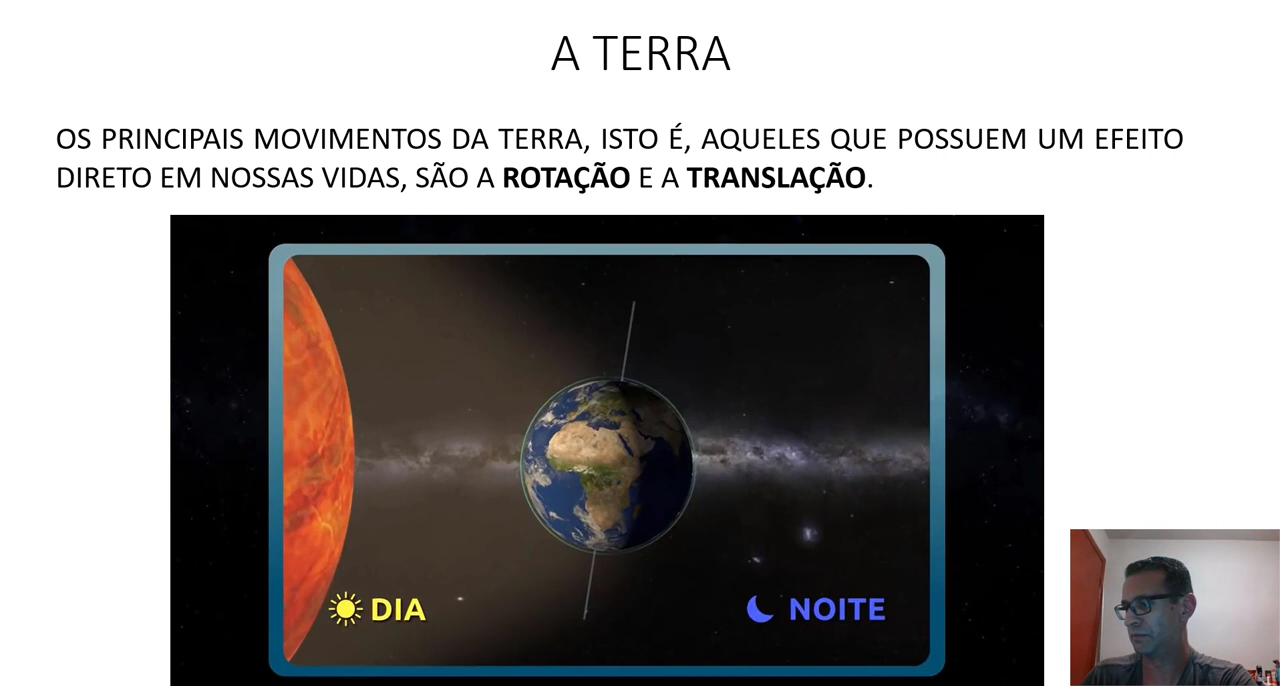 A TERRA
OS PRINCIPAIS MOVIMENTOS DA TERRA, ISTO É, AQUELES QUE POSSUEM UM EFEITO
DIRETO EM NOSSAS VIDAS, SÃO A ROTAÇÃO E A TRANSLAÇÃO.
DIA
NOITE